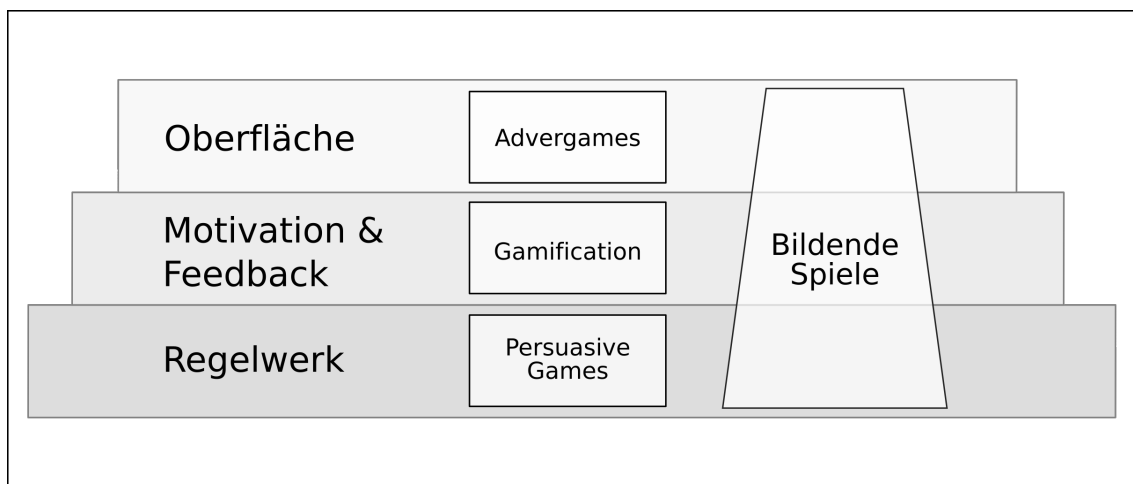 Oberfläche
Advergames
Motivation &
Feedback
Gamification
Bildende
Spiele
Regelwerk
Persuasive
Games